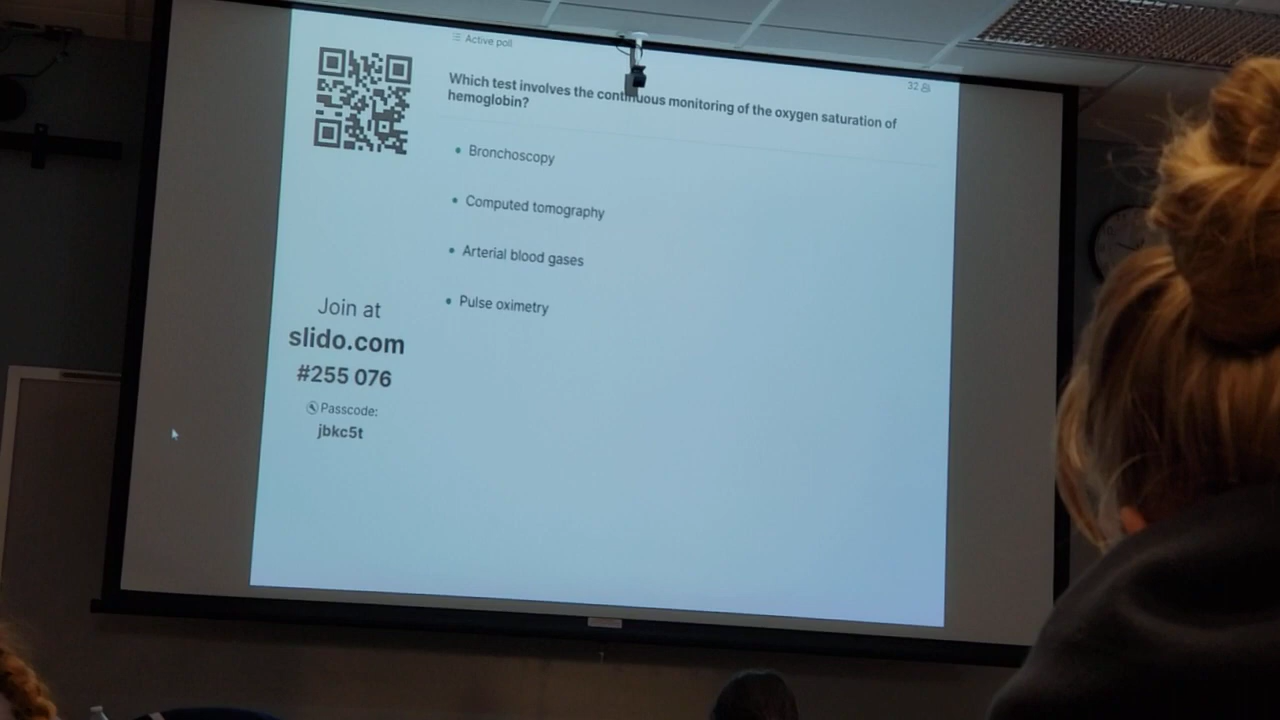 Active poll
32
Which test involves the continuous monitoring of the oxygen saturation of
hemoglobin?
Bronchoscopy
Computed tomography
Arterial blood gases
Pulse oximetry
Join at
slido.com
#255 076
Passcode:
jbkc5t